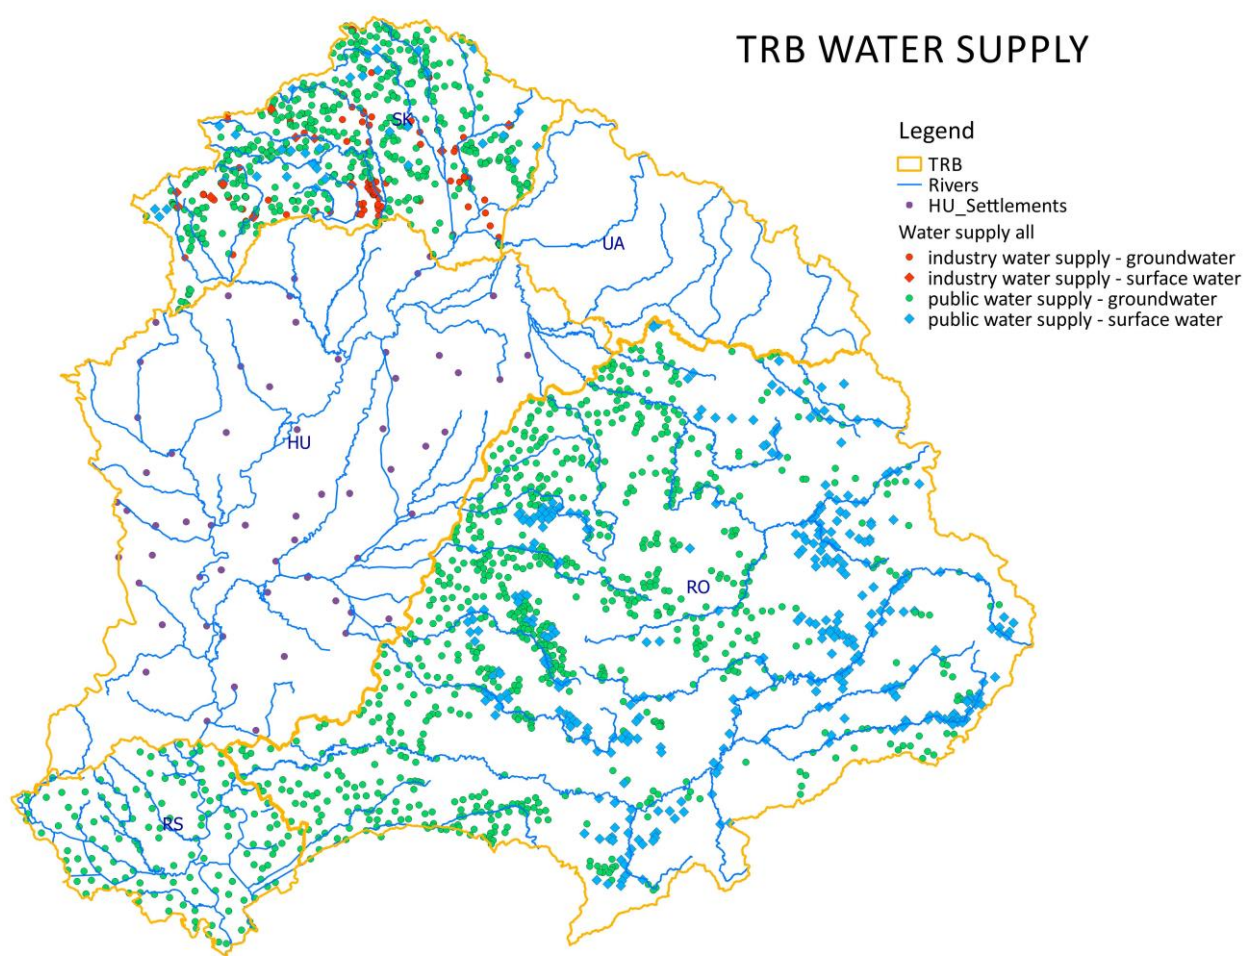 TRB WATER SUPPLY
Legend
TRB
Rivers
HU_Settlements
Water supply all
industry water supply - groundwater
industry water supply - surface water
public water supply - groundwater
public water supply - surface water
SK
UA
HU
RO
RS